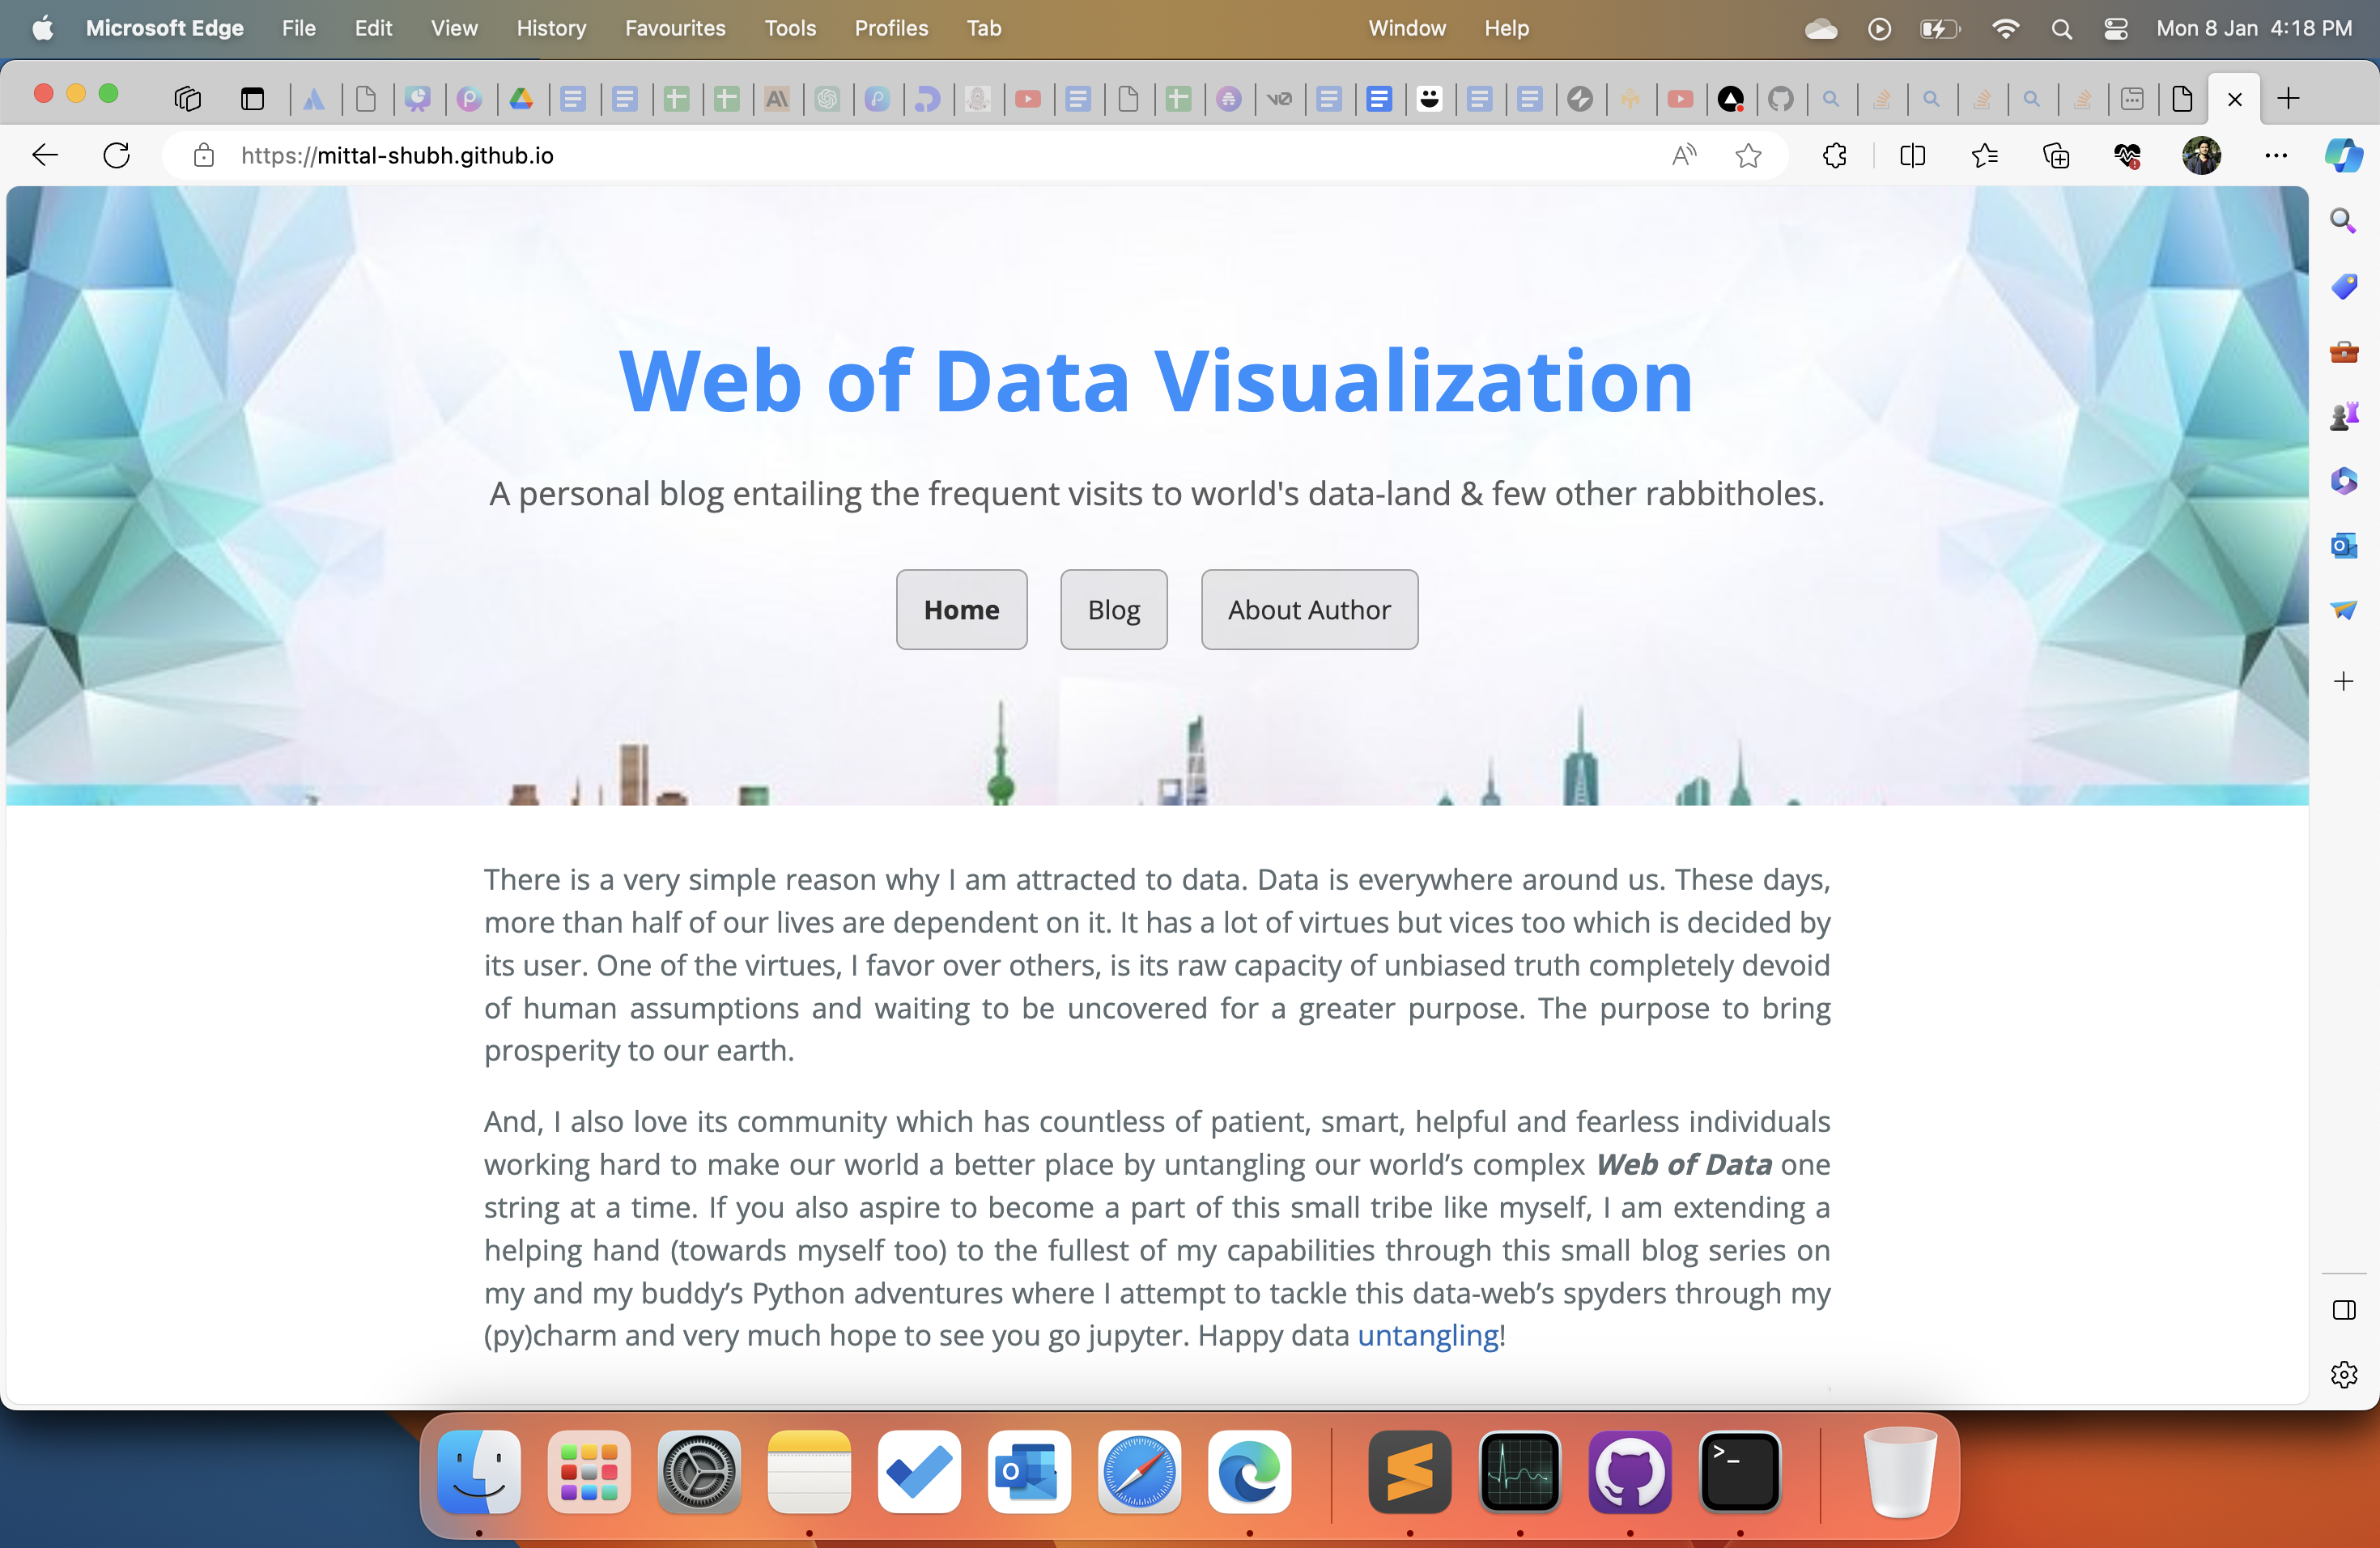 Microsoft Edge File Edit View History Favourites Tools Profiles Tab Window Help Mon 8 Jan 4:18 PM
https://mittal-shubh.github.io
Web of Data Visualization
A personal blog entailing the frequent visits to world's data-land & few other rabbitholes.
Home Blog About Author
There is a very simple reason why I am attracted to data. Data is everywhere around us. These days,
more than half of our lives are dependent on it. It has a lot of virtues but vices too which is decided by
its user. One of the virtues, I favor over others, is its raw capacity of unbiased truth completely devoid
of human assumptions and waiting to be uncovered for a greater purpose. The purpose to bring
prosperity to our earth.
And, I also love its community which has countless of patient, smart, helpful and fearless individuals
working hard to make our world a better place by untangling our world’s complex Web of Data one
string at a time. If you also aspire to become a part of this small tribe like myself, I am extending a
helping hand (towards myself too) to the fullest of my capabilities through this small blog series on
my and my buddy’s Python adventures where I attempt to tackle this data-web’s spyders through my
(py)charm and very much hope to see you go jupyter. Happy data untangling!